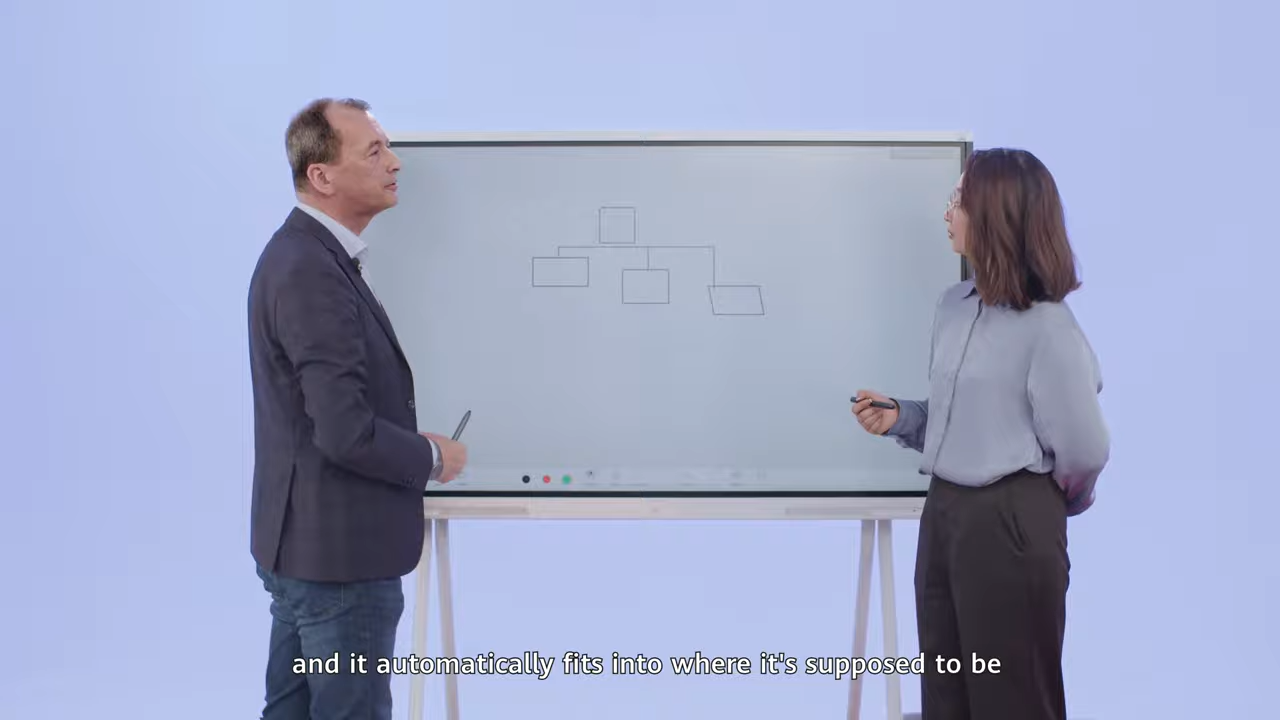 and it automatically fits into where it's supposed to be